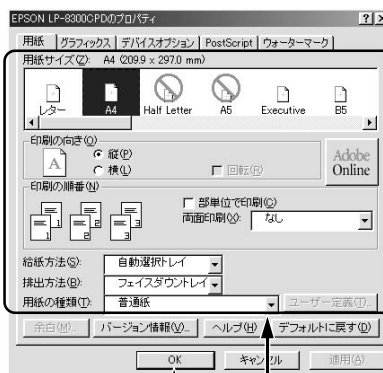 EPSON LP-8300CPDのプロパティ
用紙 グラフィックス デバイスオプション PostScript ウォーターマーク
用紙サイズ(Z): A4 (209.9 x 297.0 mm)
レター A4 Half Letter A5 Executive B5
印刷の向き(O)
A
縦(P)
横(L)
回転(R)
Adobe
Online
印刷の順番(N)
1 2 3
1 2 3
部単位で印刷(C)
両面印刷(X): なし
給紙方法(S): 自動選択トレイ
排出方法(B): フェイスダウントレイ
用紙の種類(T): 普通紙 ユーザー定義(I)...
余白(M)... バージョン情報(V)... ヘルプ(H) デフォルトに戻す(D)
OK キャンセル 適用(A)